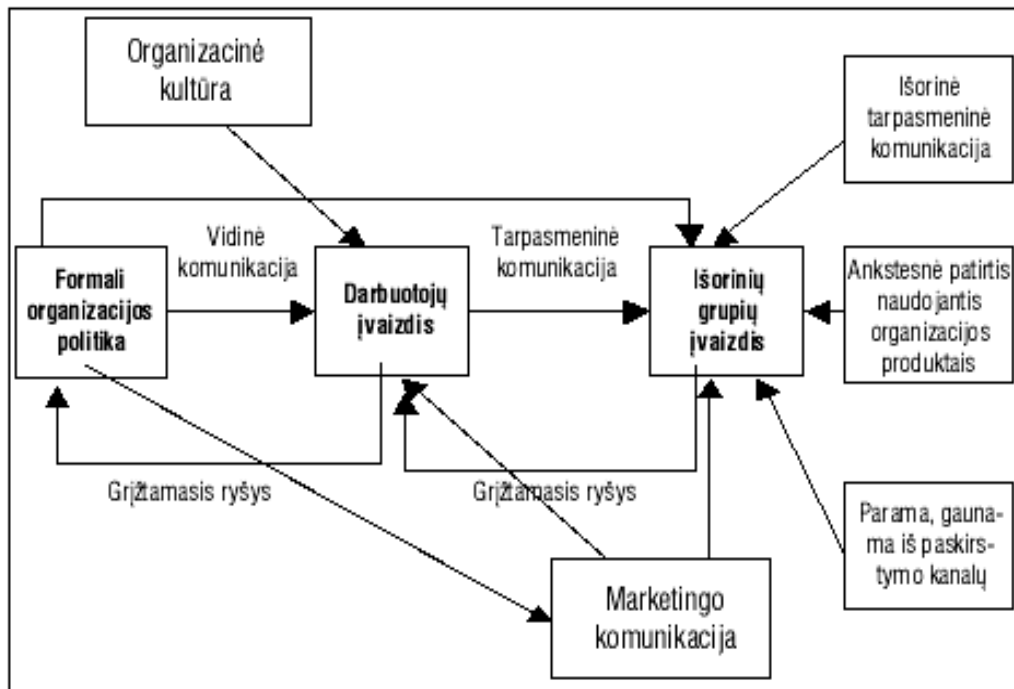 Organizacinė
kultūra
Išorinė
tarpasmeninė
komunikacija
Vidinė
komunikacija
Tarpasmeninė
komunikacija
Formali
organizacijos
politika
Darbuotojų
įvaizdis
Išorinių
grupių
įvaizdis
Ankstesnė patirtis
naudojantis
organizacijos
produktais
Grįžtamasis ryšys
Grįžtamasis ryšys
Parama, gauna-
ma iš paskirs-
tymo kanalų
Marketingo
komunikacija